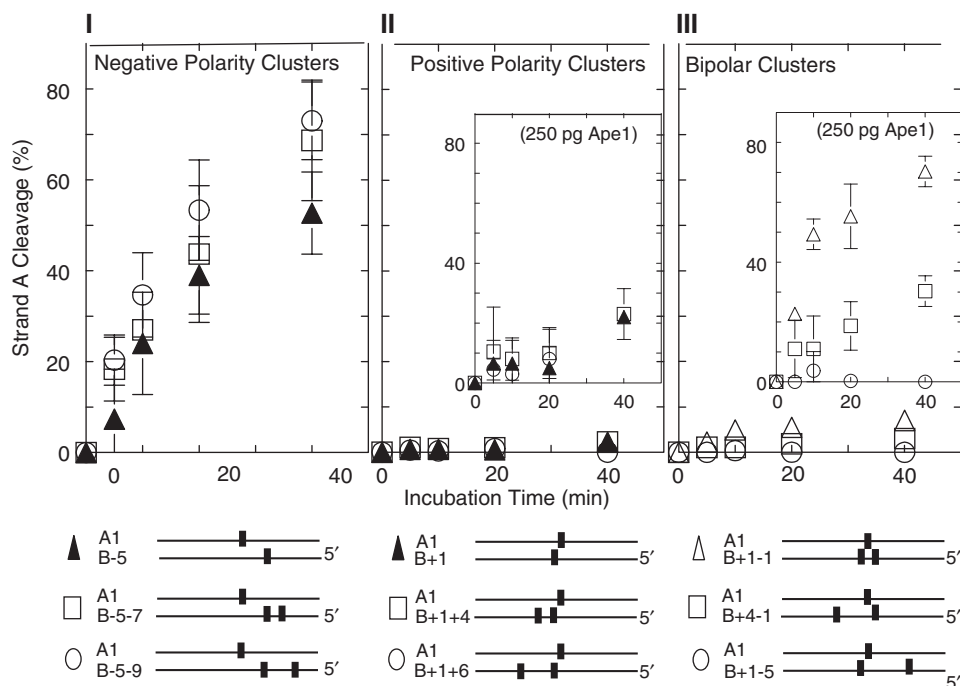 I II III
Negative Polarity Clusters
Positive Polarity Clusters
Bipolar Clusters
(250 pg Ape1)
(250 pg Ape1)
Strand A Cleavage (%)
80
60
40
20
0
80
40
0
0 20 40
80
40
0
0 20 40
0 20 40
0 20 40
0 20 40
Incubation Time (min)
A1
B-5 5′
A1
B-5-7 5′
A1
B-5-9 5′
A1
B+1 5′
A1
B+1+4 5′
A1
B+1+6 5′
A1
B+1-1 5′
A1
B+4-1 5′
A1
B+1-5 5′